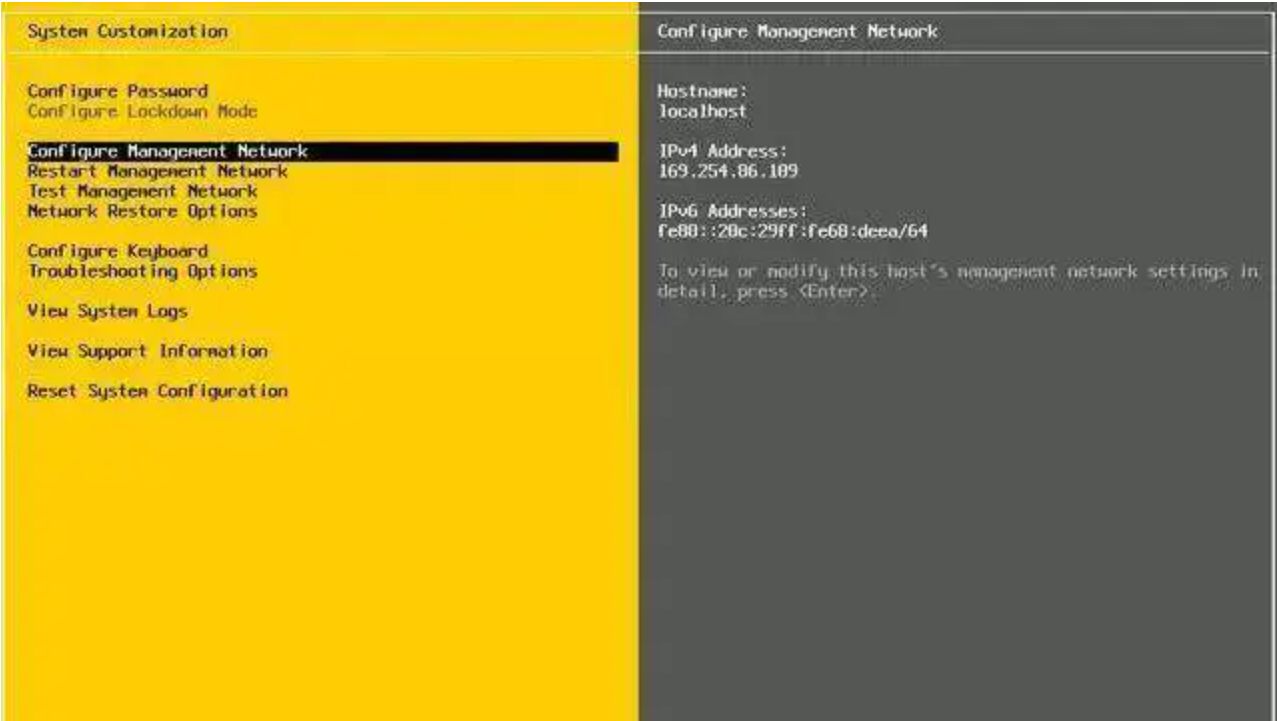 System Customization
Configure Password
Configure Lockdown Mode
Configure Management Network
Restart Management Network
Test Management Network
Network Restore Options
Configure Keyboard
Troubleshooting Options
View System Logs
View Support Information
Reset System Configuration
Configure Management Network
Hostname:
localhost
IPv4 Address:
169.254.86.109
IPv6 Addresses:
fe80::20c:29ff:fe68:deea/64
To view or modify this host's management network settings in
detail, press <Enter>.